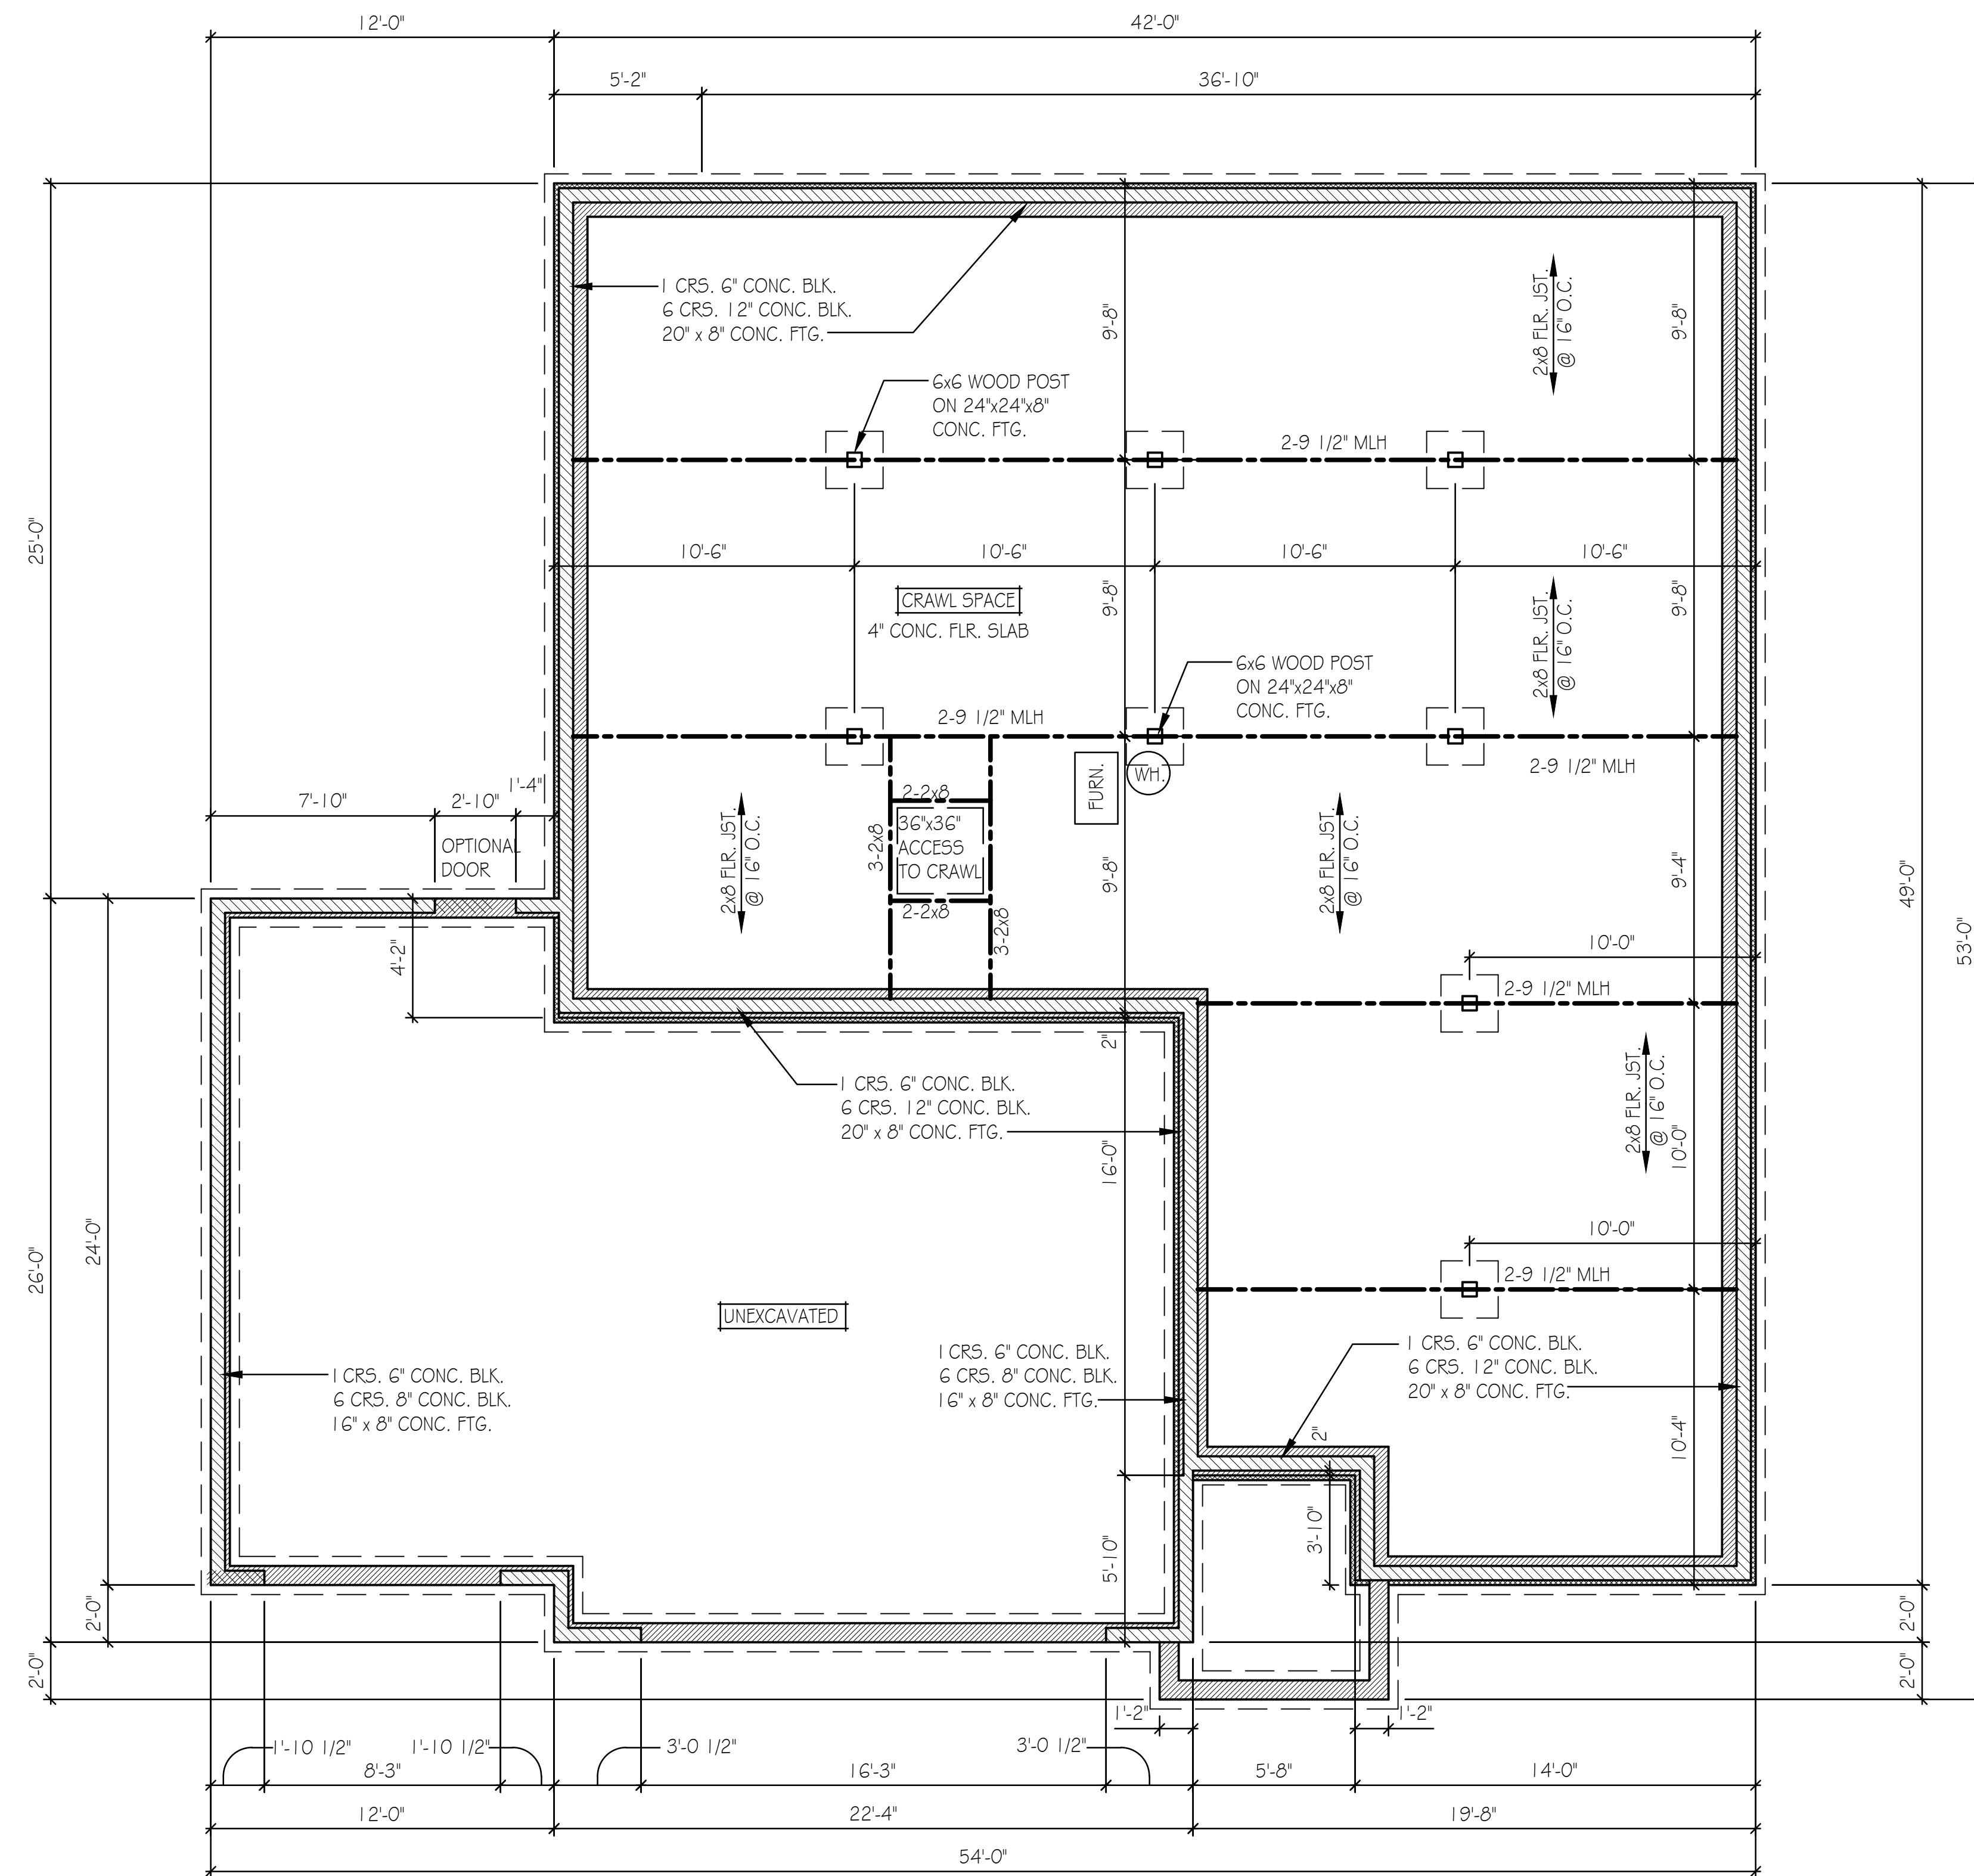 12'-0"
42'-0"
5'-2"
36'-10"
1 CRS. 6" CONC. BLK.
6 CRS. 12" CONC. BLK.
20" x 8" CONC. FTG.
9'-8"
2x8 FLR. JST.
@ 16" O.C.
9'-8"
6x6 WOOD POST
ON 24"x24"x8"
CONC. FTG.
2-9 1/2" MLH
25'-0"
10'-6"
10'-6"
10'-6"
10'-6"
CRAWL SPACE
4" CONC. FLR. SLAB
9'-8"
2x8 FLR. JST.
@ 16" O.C.
9'-8"
6x6 WOOD POST
ON 24"x24"x8"
CONC. FTG.
2-9 1/2" MLH
2-9 1/2" MLH
FURN.
WH.
7'-10"
2'-10"
1'-4"
OPTIONAL
DOOR
2-2x8
36"x36"
ACCESS
TO CRAWL
2-2x8
3-2x8
3-2x8
2x8 FLR. JST.
@ 16" O.C.
9'-8"
2x8 FLR. JST.
@ 16" O.C.
9'-4"
49'-0"
53'-0"
4'-2"
10'-0"
2-9 1/2" MLH
2"
1 CRS. 6" CONC. BLK.
6 CRS. 12" CONC. BLK.
20" x 8" CONC. FTG.
16'-0"
2x8 FLR. JST.
@ 16" O.C.
10'-0"
26'-0"
24'-0"
10'-0"
2-9 1/2" MLH
UNEXCAVATED
1 CRS. 6" CONC. BLK.
6 CRS. 8" CONC. BLK.
16" x 8" CONC. FTG.
1 CRS. 6" CONC. BLK.
6 CRS. 8" CONC. BLK.
16" x 8" CONC. FTG.
1 CRS. 6" CONC. BLK.
6 CRS. 12" CONC. BLK.
20" x 8" CONC. FTG.
2"
10'-4"
5'-10"
3'-10"
2'-0"
2'-0"
2'-0"
2'-0"
1'-2"
1'-2"
1'-10 1/2"
1'-10 1/2"
3'-0 1/2"
3'-0 1/2"
8'-3"
16'-3"
5'-8"
14'-0"
12'-0"
22'-4"
19'-8"
54'-0"